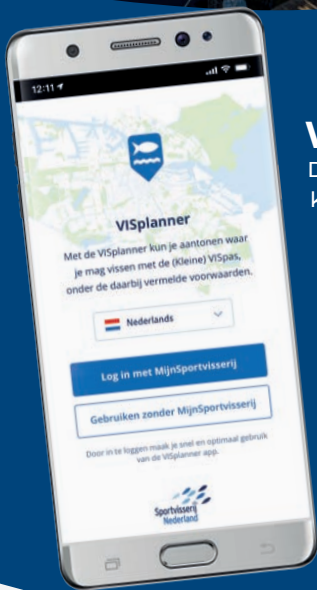 12:11
VISplanner
Met de VISplanner kun je aantonen waar
je mag vissen met de (Kleine) VISpas,
onder de daarbij vermelde voorwaarden.
Nederlands
Log in met MijnSportvisserij
Gebruiken zonder MijnSportvisserij
Door in te loggen maak je snel en optimaal gebruik
van de VISplanner app.
Sportvisserij
Nederland
V
D
k